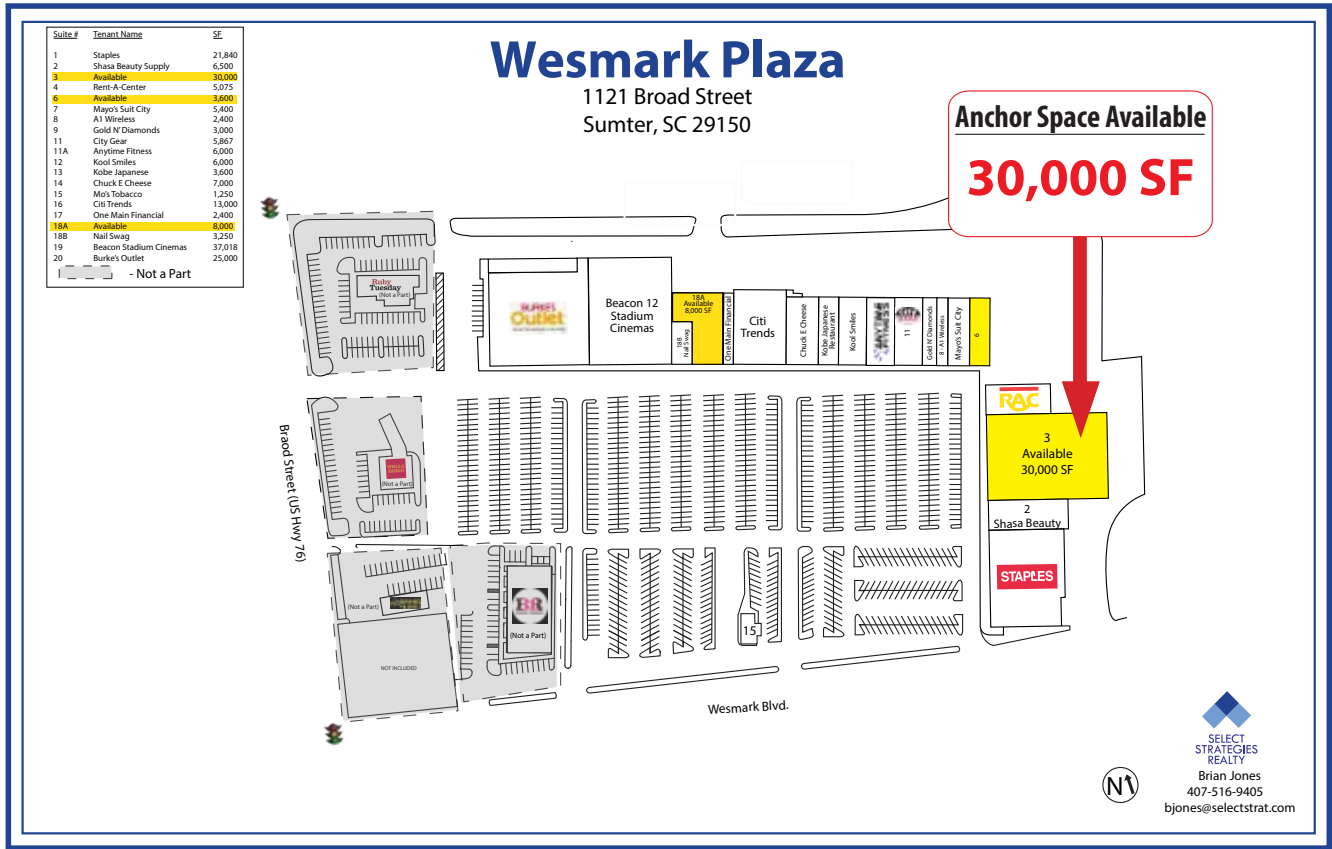 Suite # Tenant Name SF
1 Staples 21,840
2 Shasa Beauty Supply 6,500
3 Available 30,000
4 Rent-A-Center 5,075
6 Available 3,600
7 Mayo's Suit City 5,400
8 A1 Wireless 2,400
9 Gold N' Diamonds 3,000
11 City Gear 5,867
11A Anytime Fitness 6,000
12 Kool Smiles 6,000
13 Kobe Japanese 3,600
14 Chuck E Cheese 7,000
15 Mo's Tobacco 1,250
16 Citi Trends 13,000
17 One Main Financial 2,400
18A Available 8,000
18B Nail Swag 3,250
19 Beacon Stadium Cinemas 37,018
20 Burke's Outlet 25,000
- Not a Part
Wesmark Plaza
1121 Broad Street
Sumter, SC 29150
Anchor Space Available
30,000 SF
Ruby
Tuesday
(Not a Part)
BURKES
Outlet
Beacon 12
Stadium
Cinemas
18A
Available
8,000 SF
18B
Nail Swag
One Main Financial
Citi
Trends
Chuck E Cheese
Kobe Japanese
Restaurant
Kool Smiles
ANYTIME
FITNESS
11
Gold N' Diamonds
8 - A1 Wireless
Mayo's Suit City
6
RAC
3
Available
30,000 SF
2
Shasa Beauty
STAPLES
Braod Street (US Hwy 76)
WELLS
FARGO
(Not a Part)
(Not a Part)
BR
(Not a Part)
NOT INCLUDED
15
Wesmark Blvd.
N
SELECT
STRATEGIES
REALTY
Brian Jones
407-516-9405
bjones@selectstrat.com